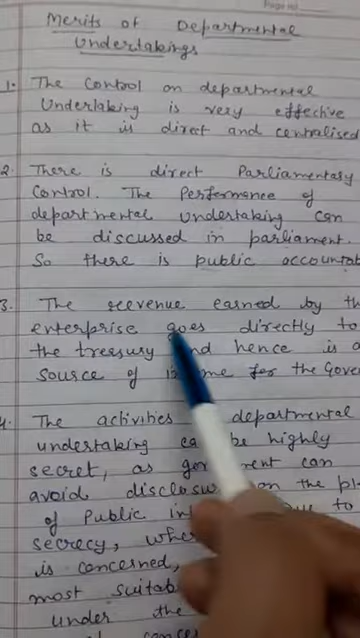 Merits of Departmental
Undertakings
1. The Control on departmental
Undertaking is very effective
as it is direct and centralised
2. There is direct Parliamentary
Control. The Performance of
departmental Undertaking can
be discussed in parliament.
So there is public
3. The revenue earned by
enterprise goes directly to
the treasury and hence is a
Source of for the
4. The activities departmental
undertaking be highly
secret, as can
avoid on the
of Public to
secrecy,
is concerned,
most
under the